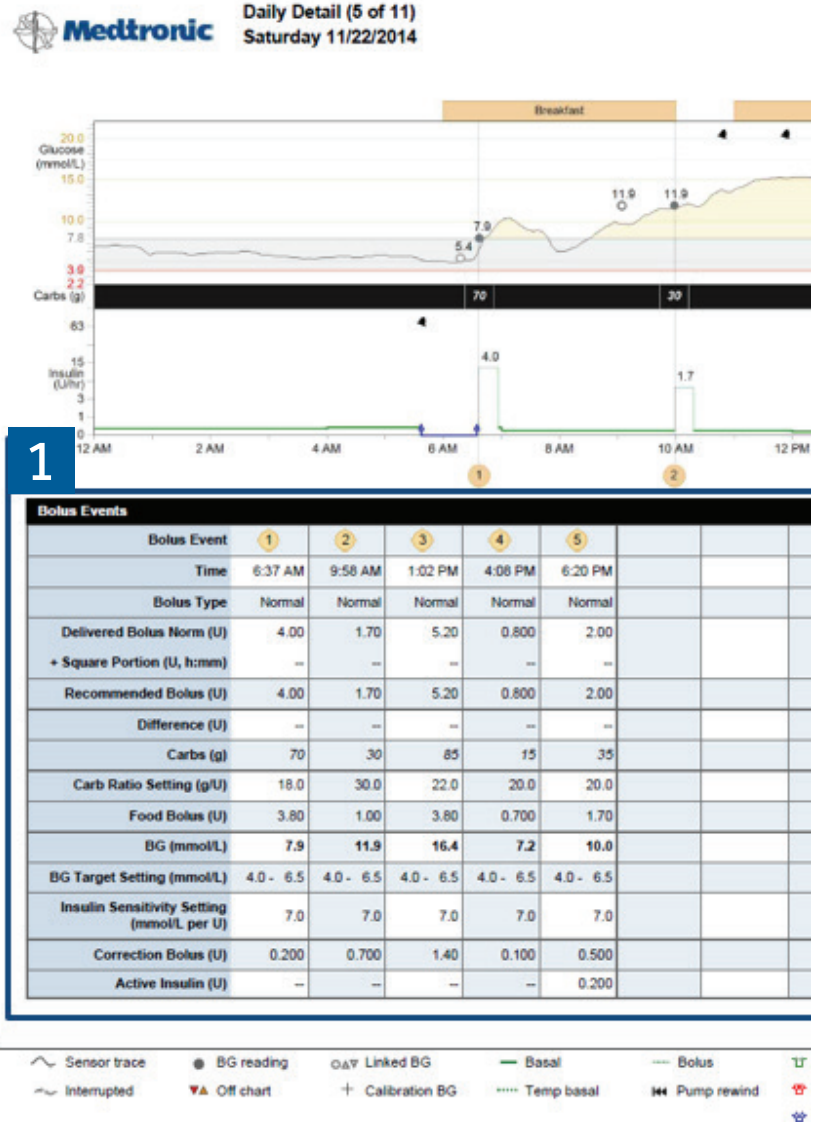 Medtronic
Daily Detail (5 of 11)
Saturday 11/22/2014
Breakfast
20.0
Glucose
(mmol/L)
15.0
10.0
7.8
3.9
2.2
5.4
7.9
11.9
11.9
Carbs (g)
70
30
63
15
Insulin
(U/hr)
3
1
0
4.0
1.7
12 AM 2 AM 4 AM 6 AM 8 AM 10 AM 12 PM
1 2
1
Bolus Events
Bolus Event 1 2 3 4 5
Time 6:37 AM 9:58 AM 1:02 PM 4:08 PM 6:20 PM
Bolus Type Normal Normal Normal Normal Normal
Delivered Bolus Norm (U) 4.00 1.70 5.20 0.800 2.00
+ Square Portion (U, h:mm) -- -- -- -- --
Recommended Bolus (U) 4.00 1.70 5.20 0.800 2.00
Difference (U) -- -- -- -- --
Carbs (g) 70 30 85 15 35
Carb Ratio Setting (g/U) 18.0 30.0 22.0 20.0 20.0
Food Bolus (U) 3.80 1.00 3.80 0.700 1.70
BG (mmol/L) 7.9 11.9 16.4 7.2 10.0
BG Target Setting (mmol/L) 4.0 - 6.5 4.0 - 6.5 4.0 - 6.5 4.0 - 6.5 4.0 - 6.5
Insulin Sensitivity Setting
(mmol/L per U) 7.0 7.0 7.0 7.0 7.0
Correction Bolus (U) 0.200 0.700 1.40 0.100 0.500
Active Insulin (U) -- -- -- -- 0.200
Sensor trace BG reading Linked BG Basal Bolus
Interrupted Off chart Calibration BG Temp basal Pump rewind